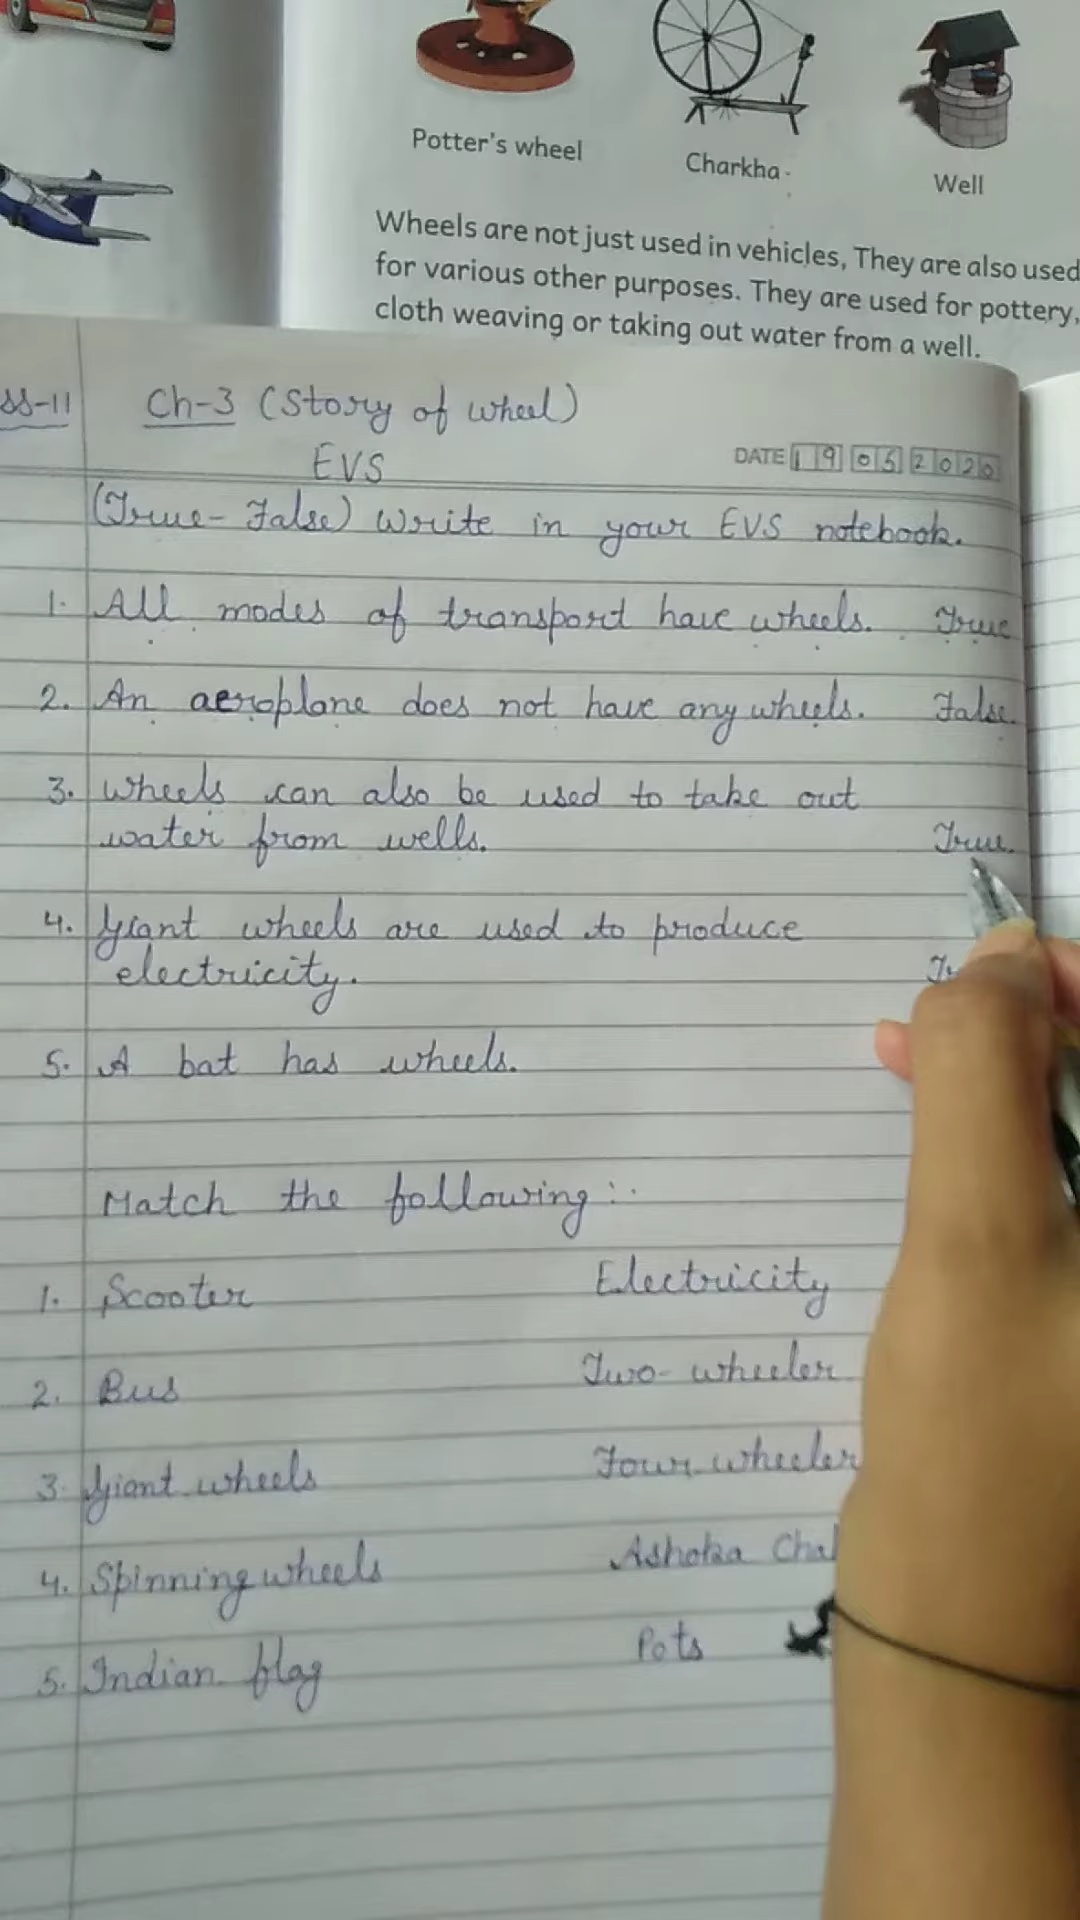 Potter's wheel
Charkha
Well
Wheels are not just used in vehicles, They are also used
for various other purposes. They are used for pottery,
cloth weaving or taking out water from a well.
ss-11 Ch-3 (Story of wheel)
EVS
DATE 19 05 2020
(True-False) Write in your EVS notebook.
1. All modes of transport have wheels. True
2. An aeroplane does not have any wheels. False.
3. Wheels can also be used to take out
water from wells. True.
4. Giant wheels are used to produce
electricity.
5. A bat has wheels.
Match the following:-
1. Scooter Electricity
2. Bus Two-wheeler
3. Giant wheels Four wheeler
4. Spinning wheels Ashoka Cha
5. Indian flag Pots